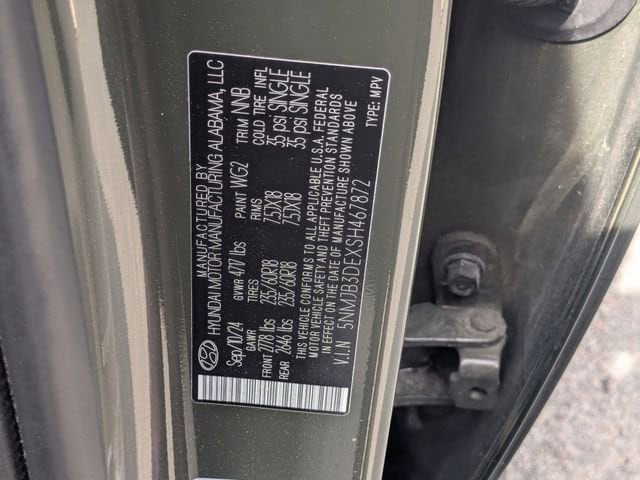 MANUFACTURED BY
HYUNDAI MOTOR MANUFACTURING ALABAMA, LLC
Sep/10/24 GVWR 4717 lbs PAINT WG2 TRIM NNB
GAWR TIRES RIMS COLD TIRE INFL
FRONT 2778 lbs 235/60R18 7.5JX18 35 psi SINGLE
REAR 2646 lbs 235/60R18 7.5JX18 35 psi SINGLE
THIS VEHICLE CONFORMS TO ALL APPLICABLE U.S.A. FEDERAL
MOTOR VEHICLE SAFETY AND THEFT PREVENTION STANDARDS
IN EFFECT ON THE DATE OF MANUFACTURE SHOWN ABOVE
V.I.N 5NMJB3DEXSH467872 TYPE: MPV